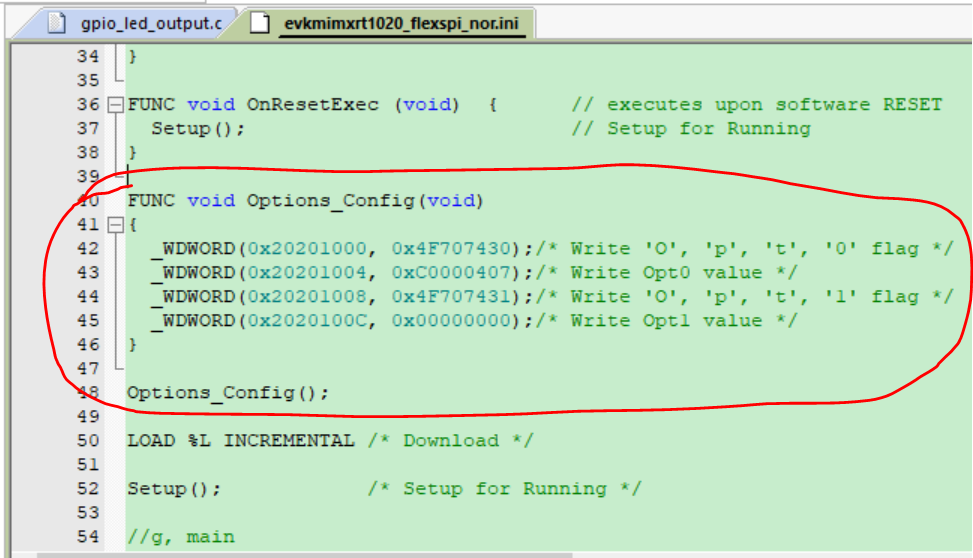 gpio_led_output.c evkmimxrt1020_flexspi_nor.ini
34 }
35
36 FUNC void OnResetExec (void)  {       // executes upon software RESET
37   Setup();                            // Setup for Running
38 }
39
40 FUNC void Options_Config(void)
41 {
42   _WDWORD(0x20201000, 0x4F707430);/* Write 'O', 'p', 't', '0' flag */
43   _WDWORD(0x20201004, 0xC0000407);/* Write Opt0 value */
44   _WDWORD(0x20201008, 0x4F707431);/* Write 'O', 'p', 't', '1' flag */
45   _WDWORD(0x2020100C, 0x00000000);/* Write Opt1 value */
46 }
47
48 Options_Config();
49
50 LOAD %L INCREMENTAL /* Download */
51
52 Setup();            /* Setup for Running */
53
54 //g, main